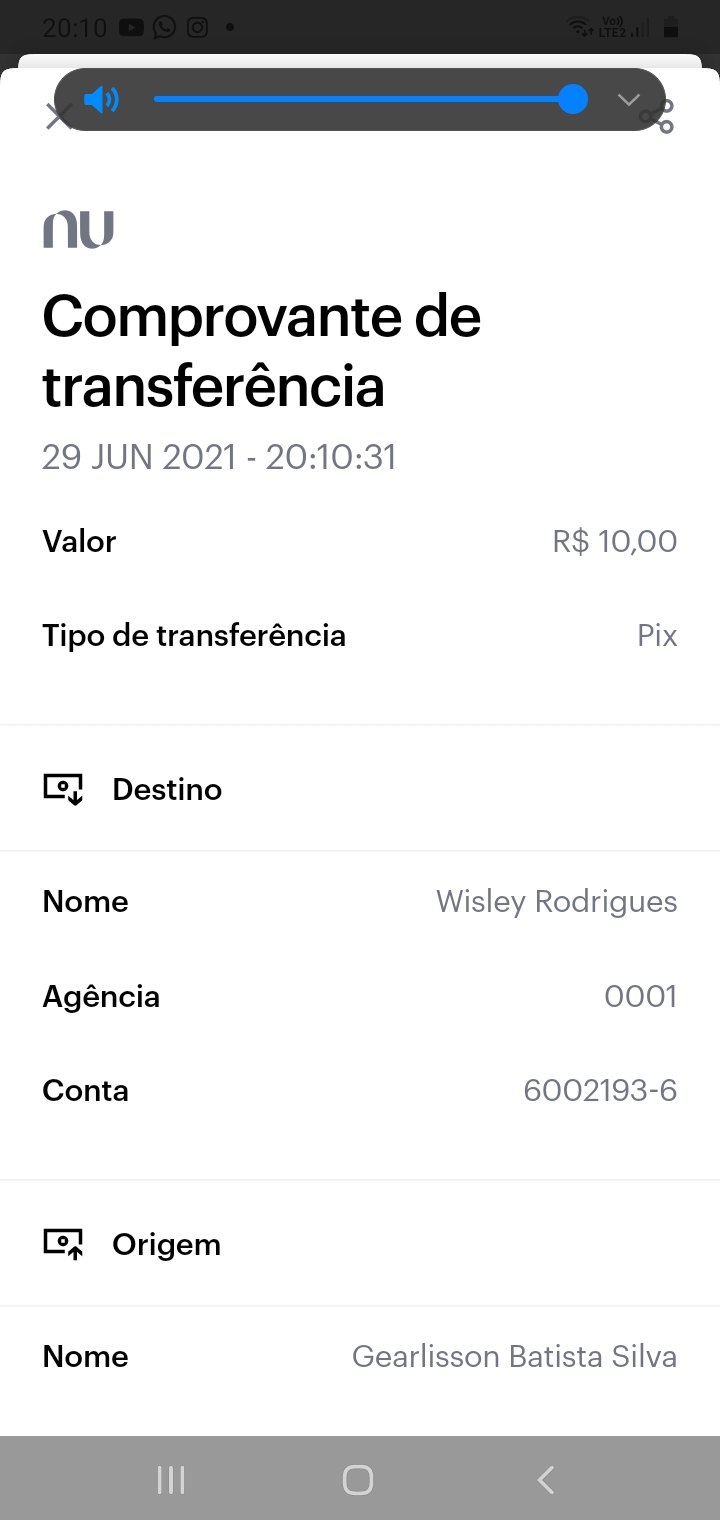 20:10
Vo))
LTE2
nu
Comprovante de
transferência
29 JUN 2021 - 20:10:31
Valor R$ 10,00
Tipo de transferência Pix
Destino
Nome Wisley Rodrigues
Agência 0001
Conta 6002193-6
Origem
Nome Gearlisson Batista Silva